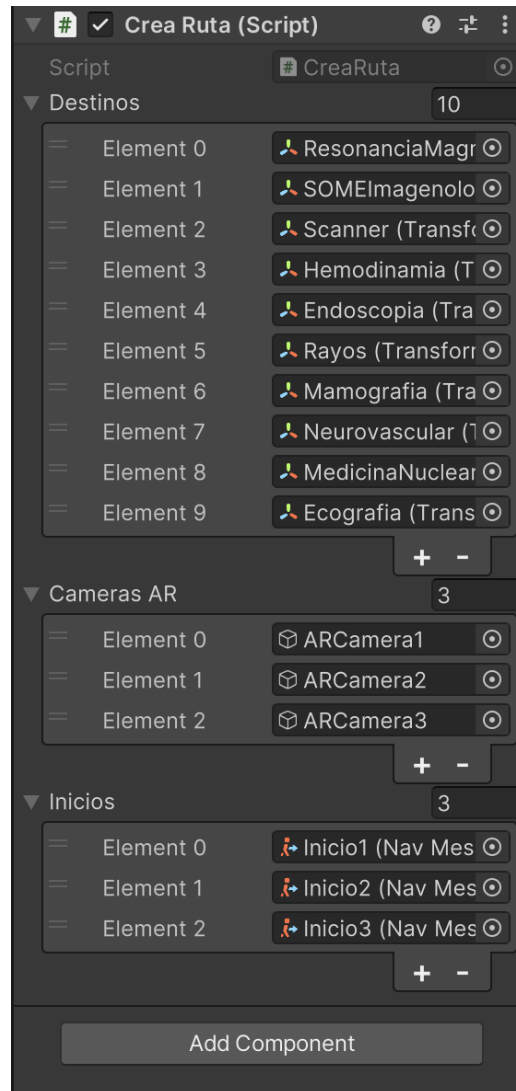 Crea Ruta (Script)
Script CreaRuta
Destinos 10
Element 0 ResonanciaMagr
Element 1 SOMEImagenolo
Element 2 Scanner (Transfo
Element 3 Hemodinamia (T
Element 4 Endoscopia (Tra
Element 5 Rayos (Transforr
Element 6 Mamografia (Tra
Element 7 Neurovascular (T
Element 8 MedicinaNuclear
Element 9 Ecografia (Trans
+ -
Cameras AR 3
Element 0 ARCamera1
Element 1 ARCamera2
Element 2 ARCamera3
+ -
Inicios 3
Element 0 Inicio1 (Nav Mes
Element 1 Inicio2 (Nav Mes
Element 2 Inicio3 (Nav Mes
+ -
Add Component